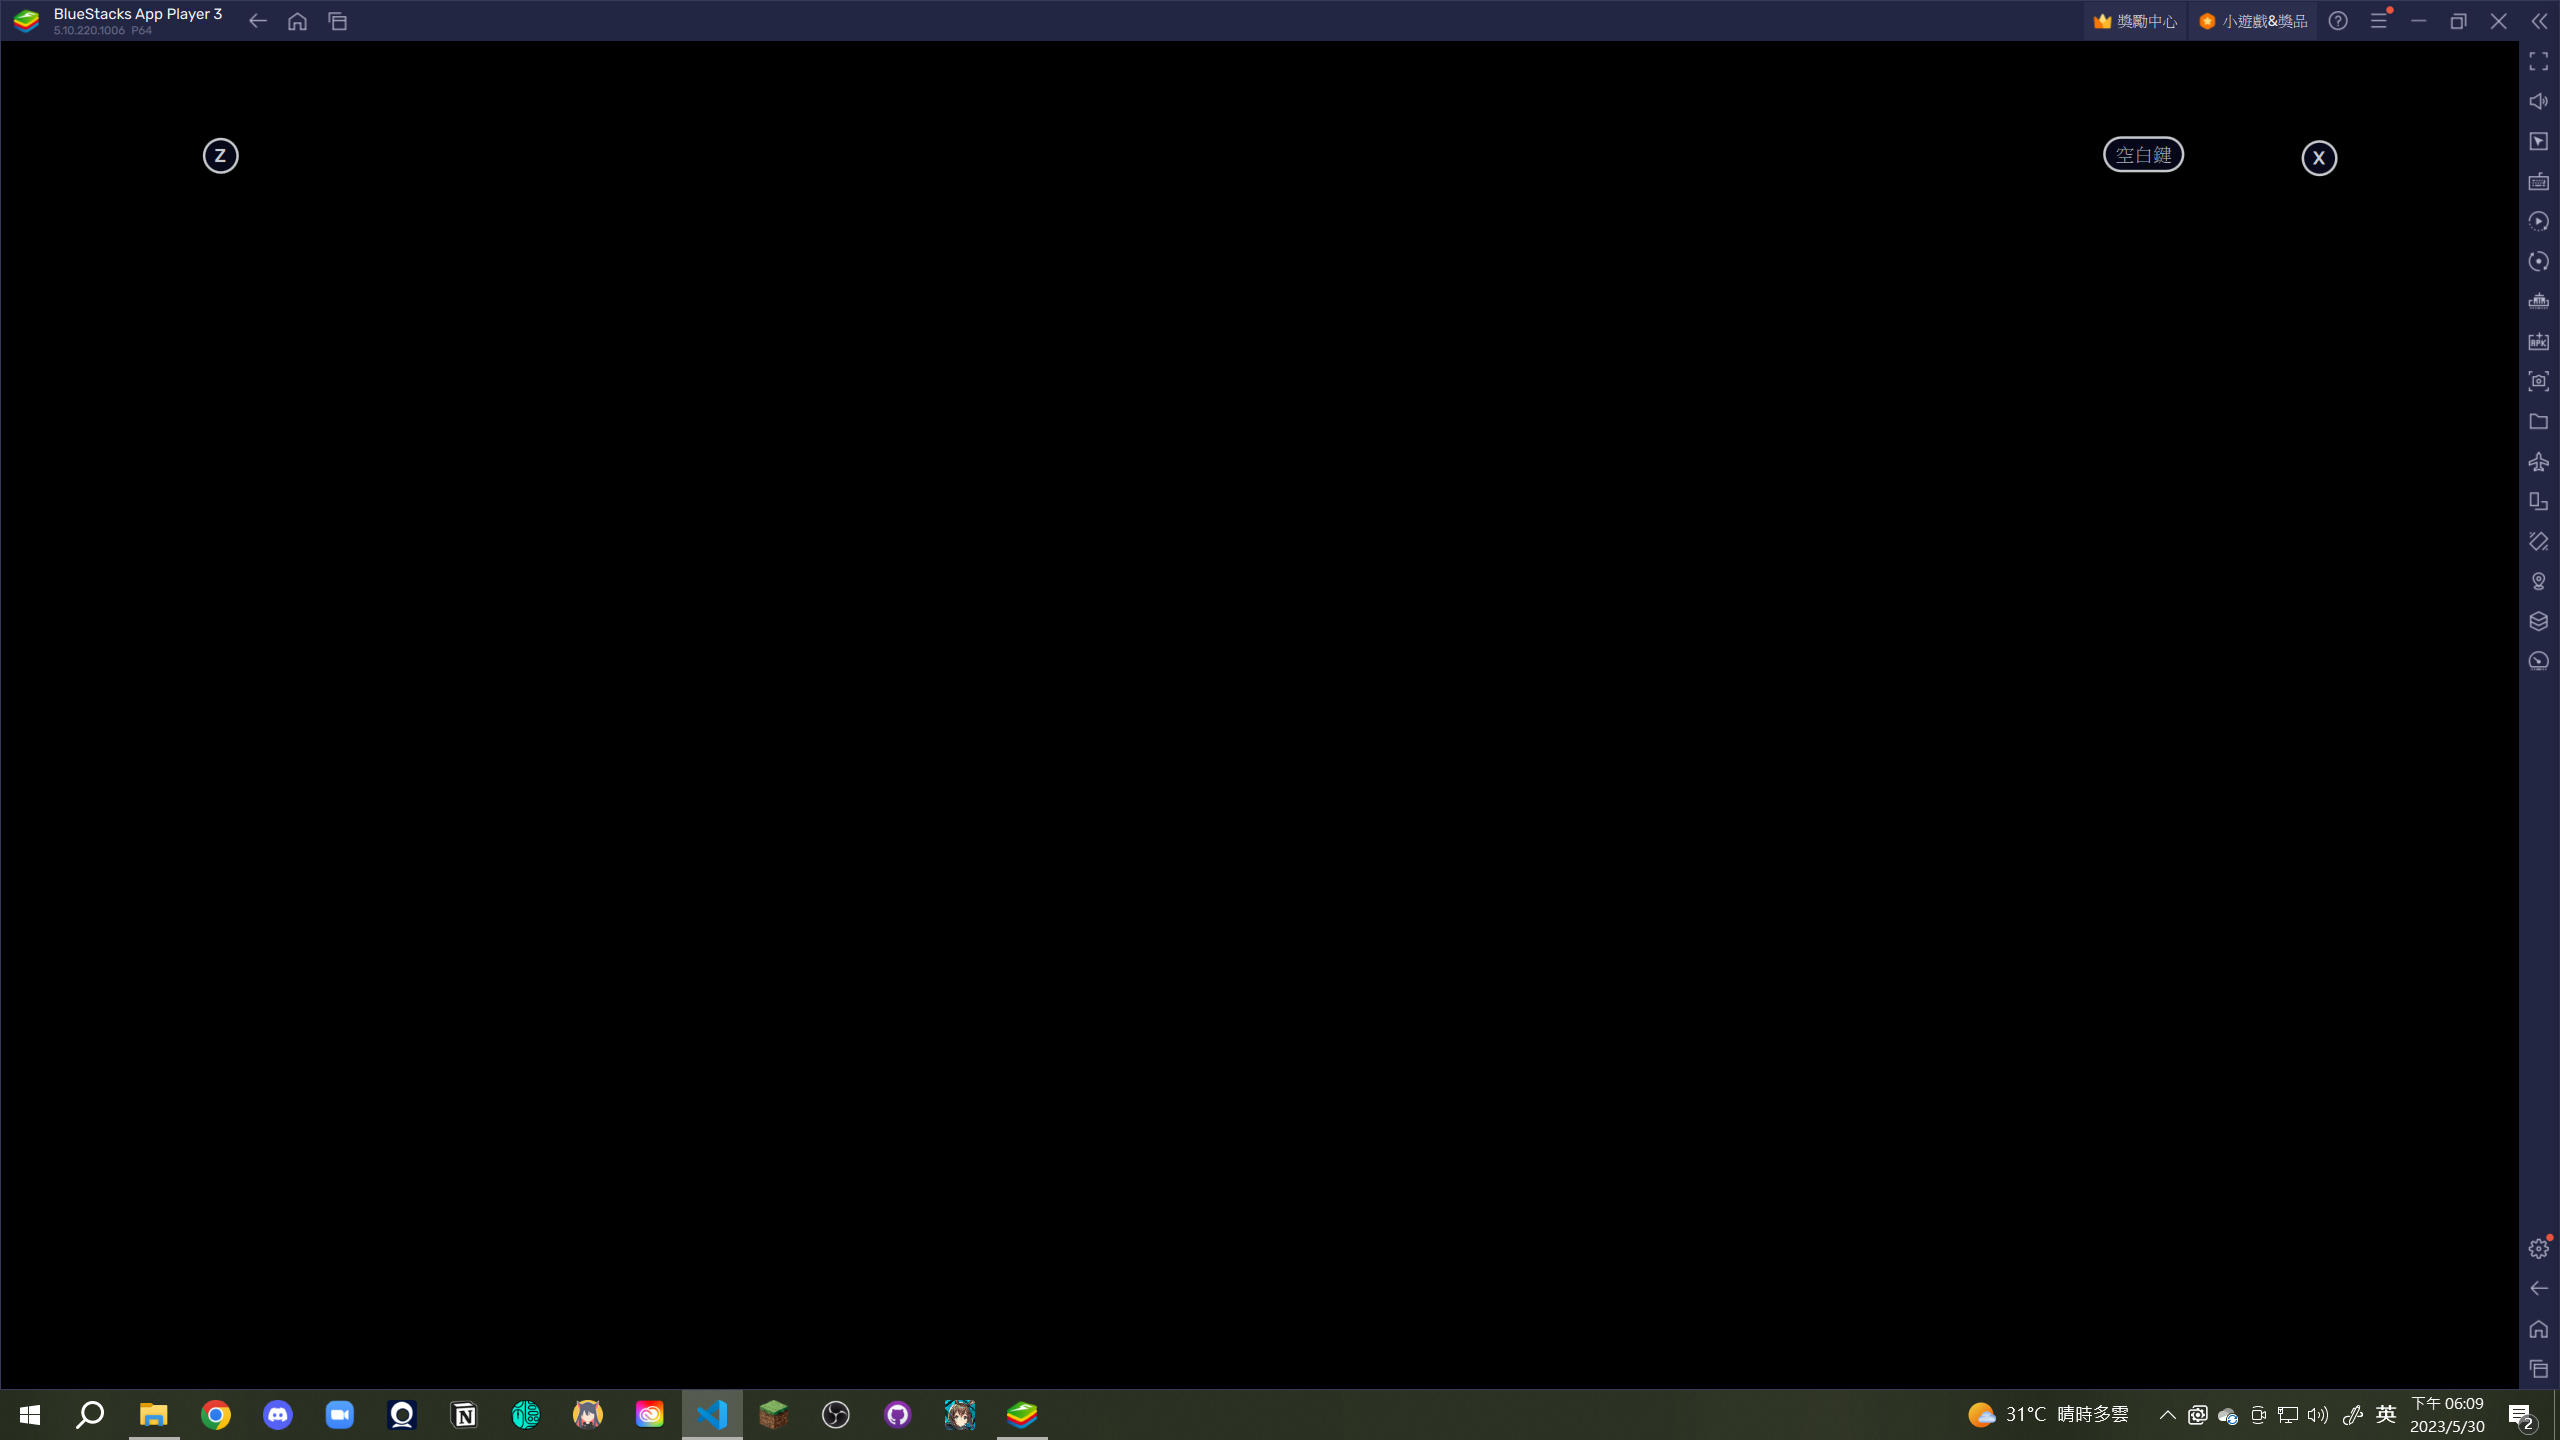 BlueStacks App Player 3
5.10.220.1006 P64
獎勵中心
小遊戲&獎品
Z
空白鍵
X
31°C 晴時多雲
英
下午 06:09
2023/5/30
2